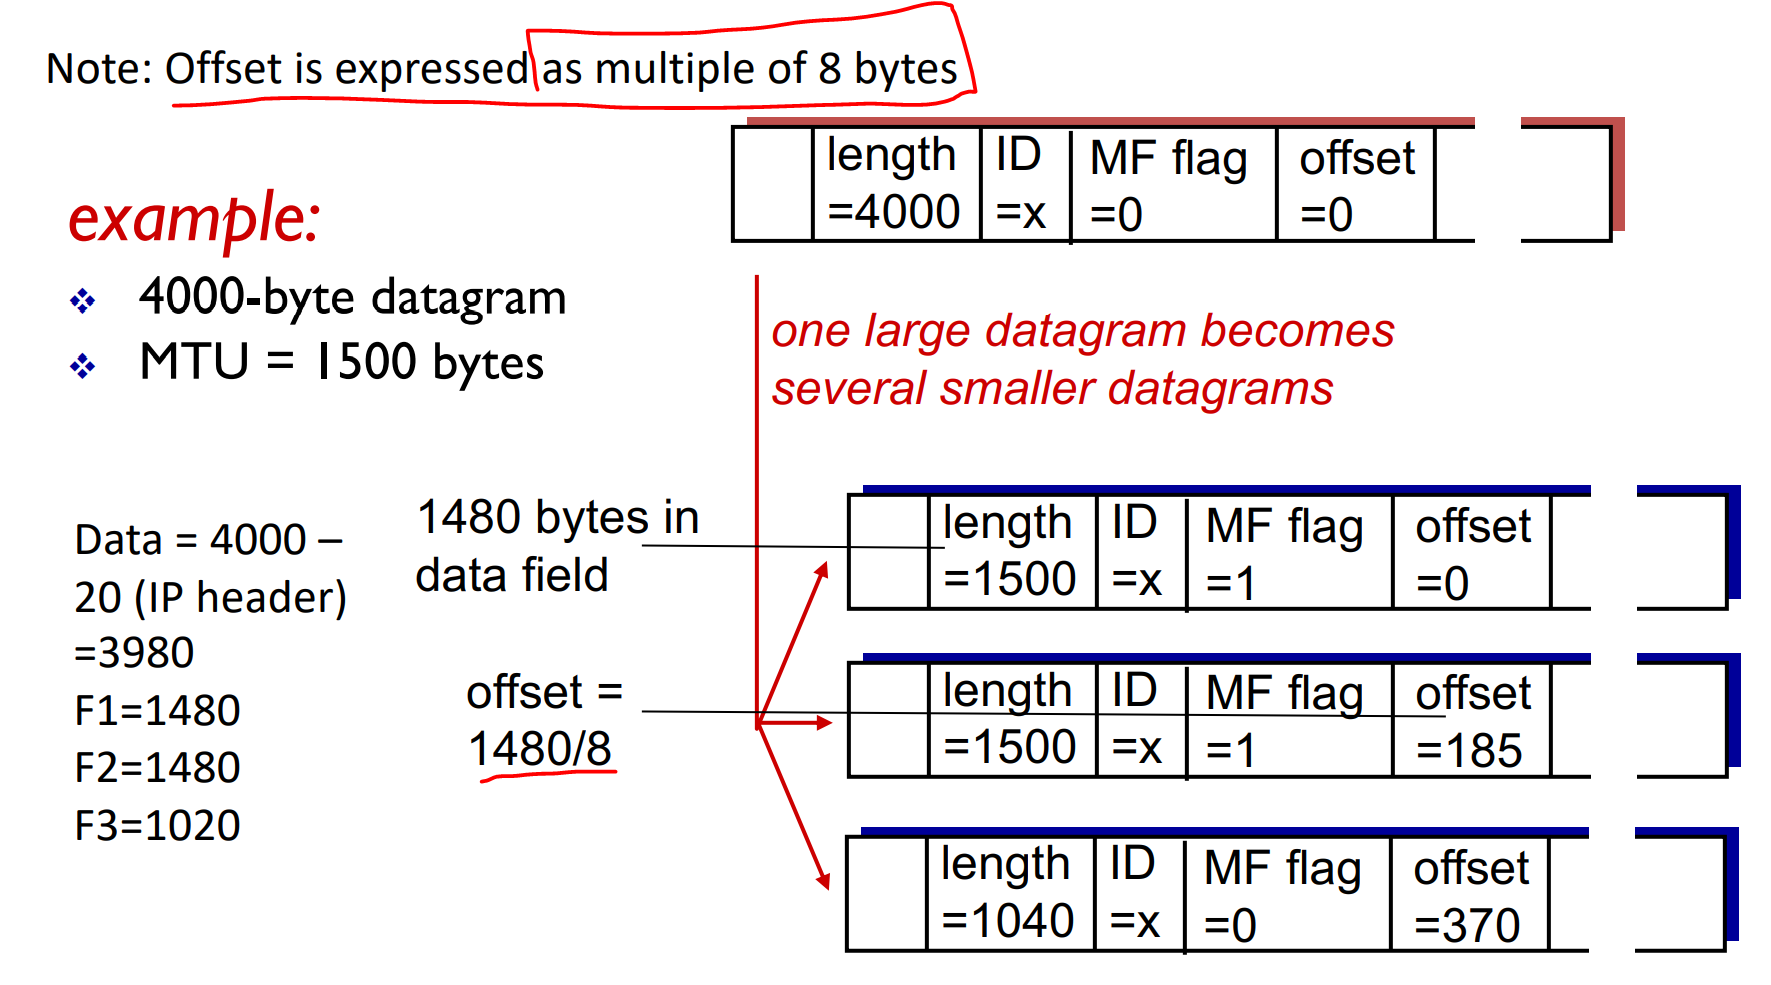 Note: Offset is expressed as multiple of 8 bytes
length ID MF flag offset
=4000 =x =0 =0
example:
4000-byte datagram
MTU = 1500 bytes
one large datagram becomes
several smaller datagrams
Data = 4000 –
20 (IP header)
=3980
F1=1480
F2=1480
F3=1020
1480 bytes in
data field
offset =
1480/8
length ID MF flag offset
=1500 =x =1 =0
length ID MF flag offset
=1500 =x =1 =185
length ID MF flag offset
=1040 =x =0 =370